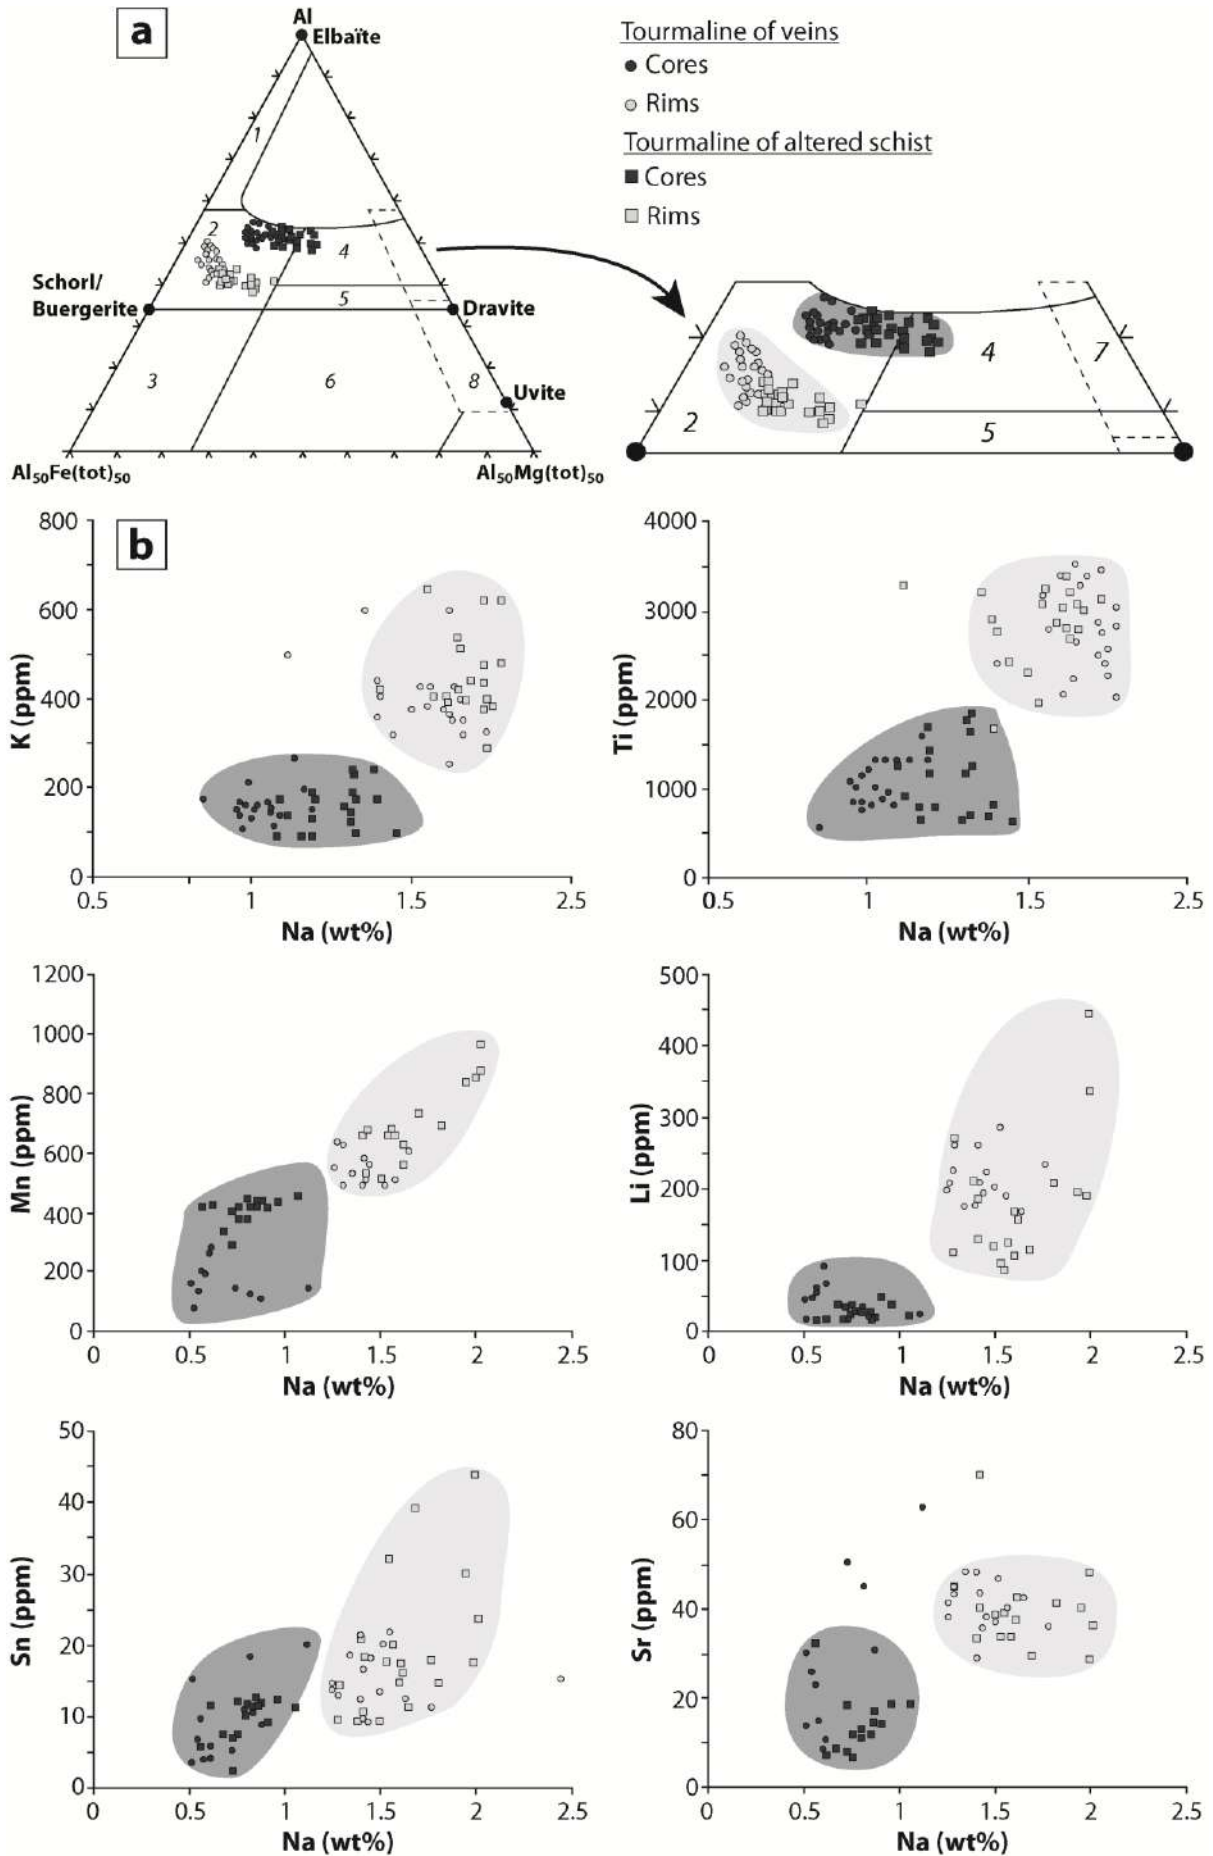 a
Al
Elbaïte
1
2
4
Schorl/
Buergerite
5
Dravite
3
6
8
Uvite
Al50Fe(tot)50
Al50Mg(tot)50
Tourmaline of veins
Cores
Rims
Tourmaline of altered schist
Cores
Rims
4
7
2
5
b
800
600
400
200
0
K (ppm)
0.5
1
1.5
2.5
Na (wt%)
4000
3000
2000
1000
0
Ti (ppm)
0.5
1
1.5
2.5
Na (wt%)
1200
1000
800
600
400
200
0
Mn (ppm)
0
0.5
1
1.5
2
2.5
Na (wt%)
500
400
300
200
100
0
Li (ppm)
0
0.5
1
1.5
2
2.5
Na (wt%)
50
40
30
20
10
0
Sn (ppm)
0
0.5
1
1.5
2
2.5
Na (wt%)
80
60
40
20
0
Sr (ppm)
0
0.5
1
1.5
2
2.5
Na (wt%)